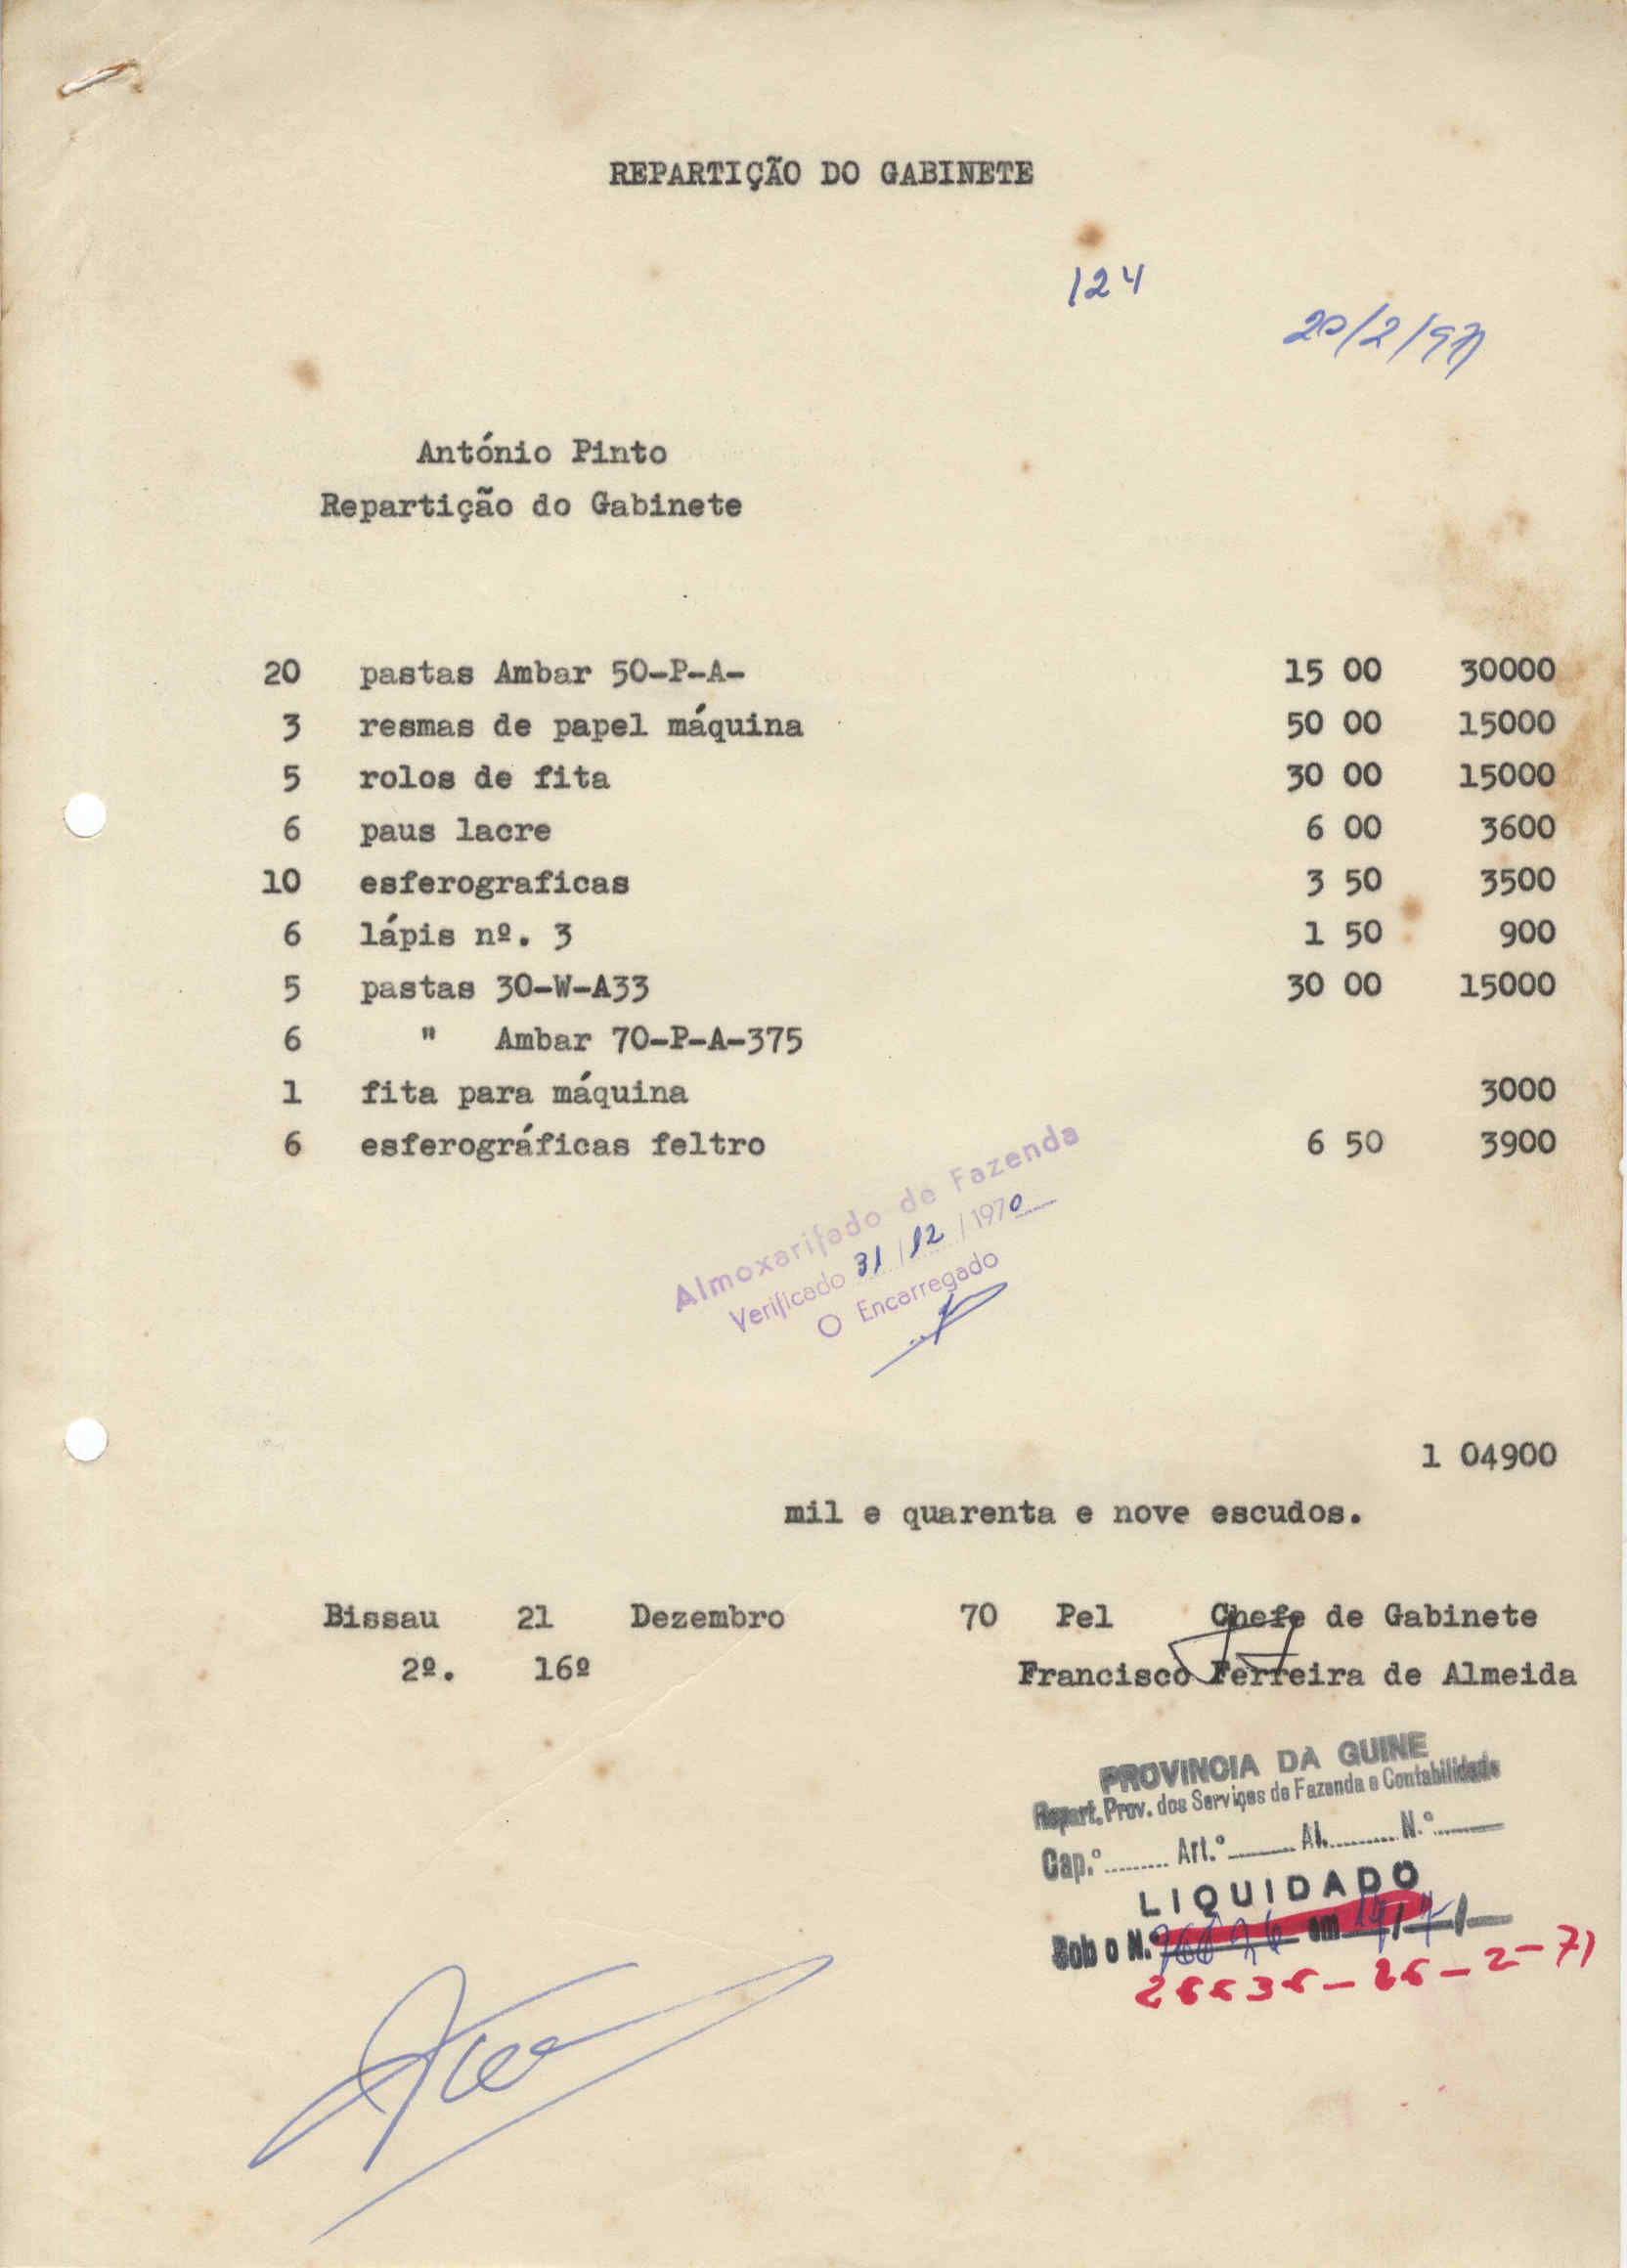 REPARTIÇÃO DO GABINETE
124
20/2/971
António Pinto
Repartição do Gabinete
20 pastas Ambar 50-P-A- 15 00 30000
3 resmas de papel máquina 50 00 15000
5 rolos de fita 30 00 15000
6 paus lacre 6 00 3600
10 esferograficas 3 50 3500
6 lápis nº. 3 1 50 900
5 pastas 30-W-A33 30 00 15000
6 " Ambar 70-P-A-375
1 fita para máquina 3000
6 esferográficas feltro 6 50 3900
Almoxarifado de Fazenda
Verificado 31/12/1970
O Encarregado
1 04900
mil e quarenta e nove escudos.
Bissau 21 Dezembro 70 Pel Chefe de Gabinete
2º. 16º Francisco Ferreira de Almeida
PROVINCIA DA GUINE
Repart. Prov. dos Serviços de Fazenda e Contabilidade
Cap.º ........ Art.º ........ Al. ........ N.º
LIQUIDADO
Sob o N.º em
- 26 - 2 - 71